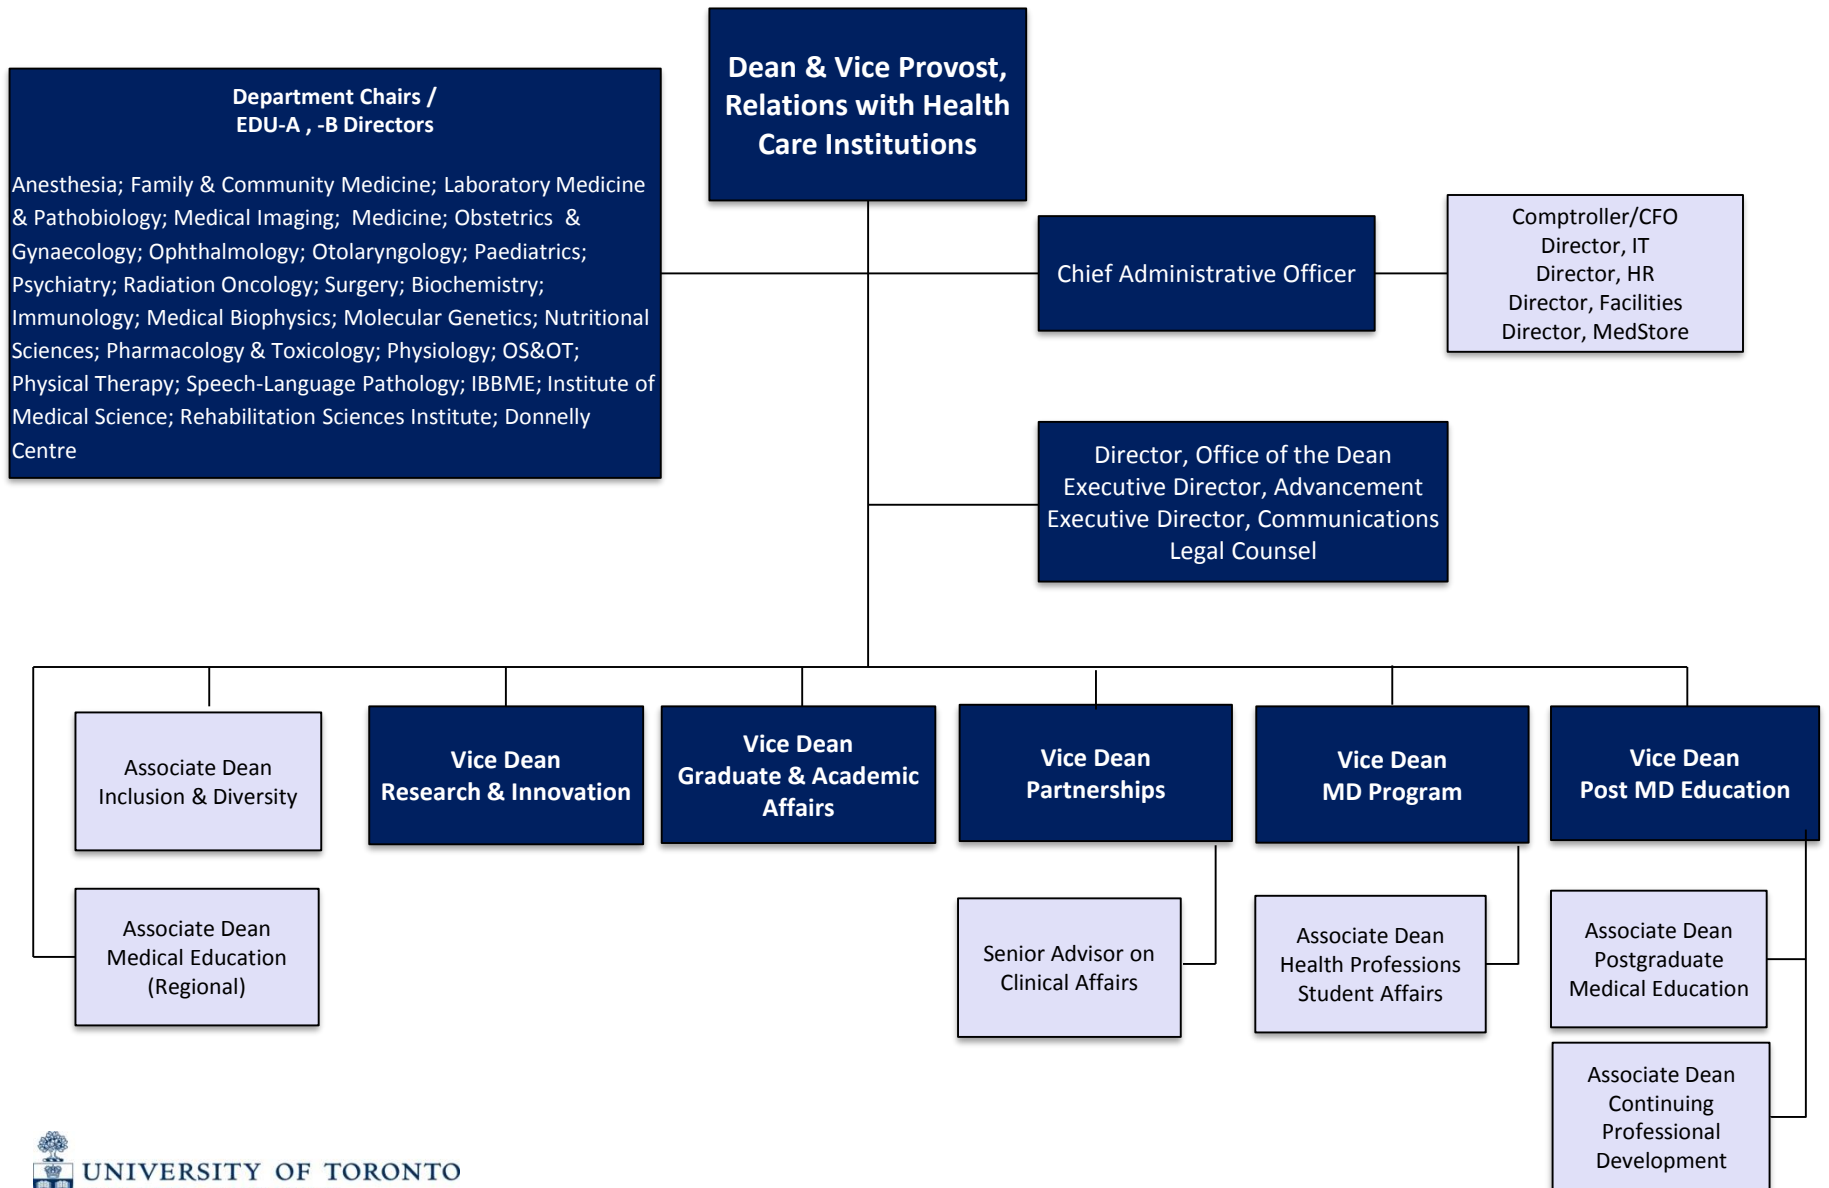 Dean & Vice Provost,
Relations with Health
Care Institutions
Department Chairs /
EDU-A , -B Directors
Anesthesia; Family & Community Medicine; Laboratory Medicine
& Pathobiology; Medical Imaging;  Medicine; Obstetrics  &
Gynaecology; Ophthalmology; Otolaryngology; Paediatrics;
Psychiatry; Radiation Oncology; Surgery; Biochemistry;
Immunology; Medical Biophysics; Molecular Genetics; Nutritional
Sciences; Pharmacology & Toxicology; Physiology; OS&OT;
Physical Therapy; Speech-Language Pathology; IBBME; Institute of
Medical Science; Rehabilitation Sciences Institute; Donnelly
Centre
Chief Administrative Officer
Comptroller/CFO
Director, IT
Director, HR
Director, Facilities
Director, MedStore
Director, Office of the Dean
Executive Director, Advancement
Executive Director, Communications
Legal Counsel
Associate Dean
Inclusion & Diversity
Vice Dean
Research & Innovation
Vice Dean
Graduate & Academic
Affairs
Vice Dean
Partnerships
Vice Dean
MD Program
Vice Dean
Post MD Education
Associate Dean
Medical Education
(Regional)
Senior Advisor on
Clinical Affairs
Associate Dean
Health Professions
Student Affairs
Associate Dean
Postgraduate
Medical Education
Associate Dean
Continuing
Professional
Development
UNIVERSITY OF TORONTO